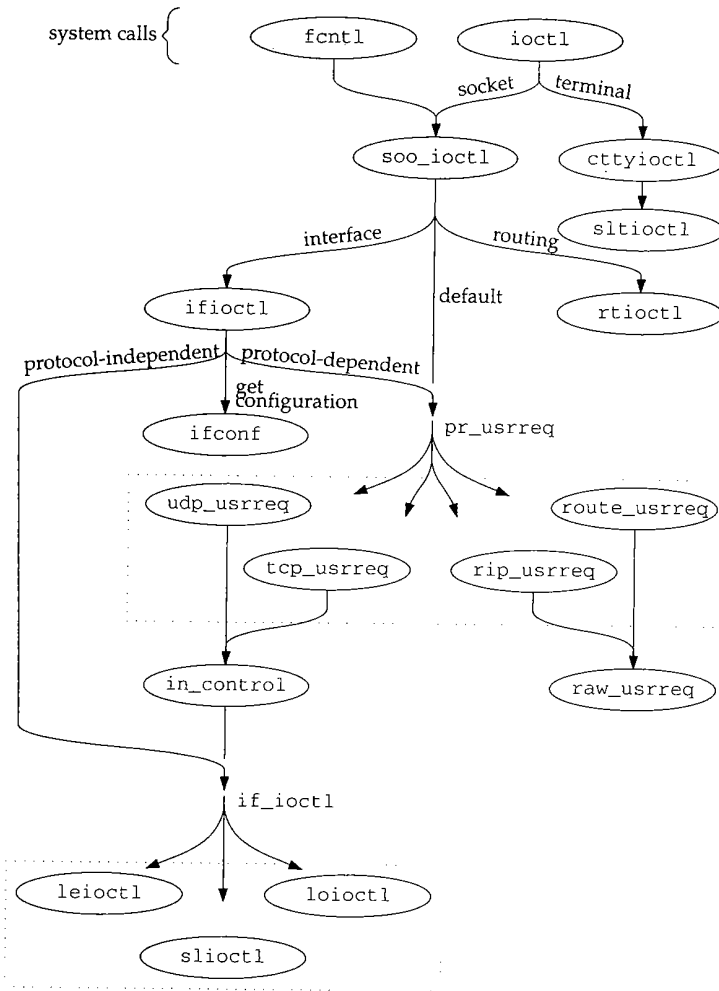 system calls
fcntl
ioctl
socket
terminal
soo_ioctl
cttyioctl
sltioctl
interface
routing
ifioctl
default
rtioctl
protocol-independent
protocol-dependent
get
configuration
ifconf
pr_usrreq
udp_usrreq
route_usrreq
tcp_usrreq
rip_usrreq
in_control
raw_usrreq
if_ioctl
leioctl
loioctl
slioctl